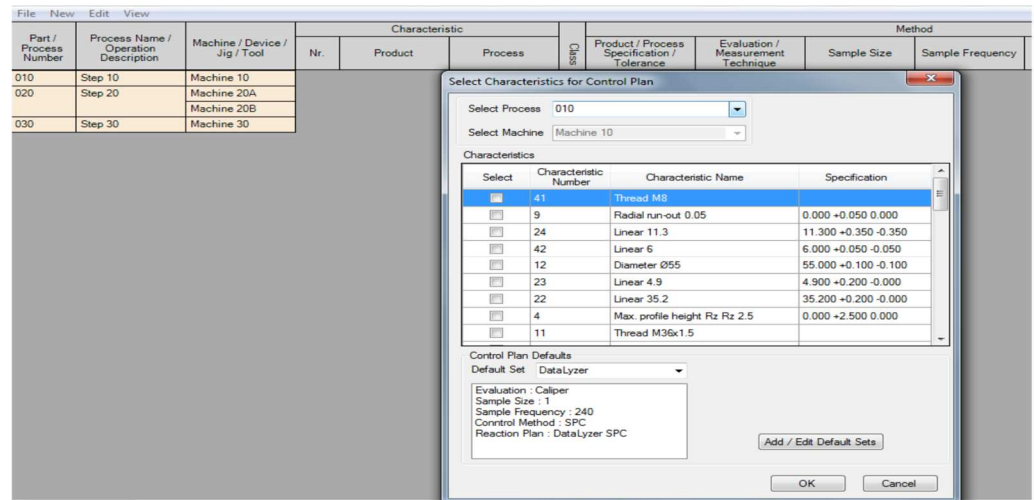 File New Edit View
Characteristic
Method
Part /
Process
Number
Process Name /
Operation
Description
Machine / Device /
Jig / Tool
Nr.
Product
Process
Class
Product / Process
Specification /
Tolerance
Evaluation /
Measurement
Technique
Sample Size
Sample Frequency
010 Step 10 Machine 10
020 Step 20 Machine 20A
Machine 20B
030 Step 30 Machine 30
Select Characteristics for Control Plan
Select Process 010
Select Machine Machine 10
Characteristics
Select
Characteristic
Number
Characteristic Name
Specification
41 Thread M8
9 Radial run-out 0.05 0.000 +0.050 0.000
24 Linear 11.3 11.300 +0.350 -0.350
42 Linear 6 6.000 +0.050 -0.050
12 Diameter Ø55 55.000 +0.100 -0.100
23 Linear 4.9 4.900 +0.200 -0.000
22 Linear 35.2 35.200 +0.200 -0.000
4 Max. profile height Rz Rz 2.5 0.000 +2.500 0.000
11 Thread M36x1.5
Control Plan Defaults
Default Set DataLyzer
Evaluation : Caliper
Sample Size : 1
Sample Frequency : 240
Conntrol Method : SPC
Reaction Plan : DataLyzer SPC
Add / Edit Default Sets
OK Cancel